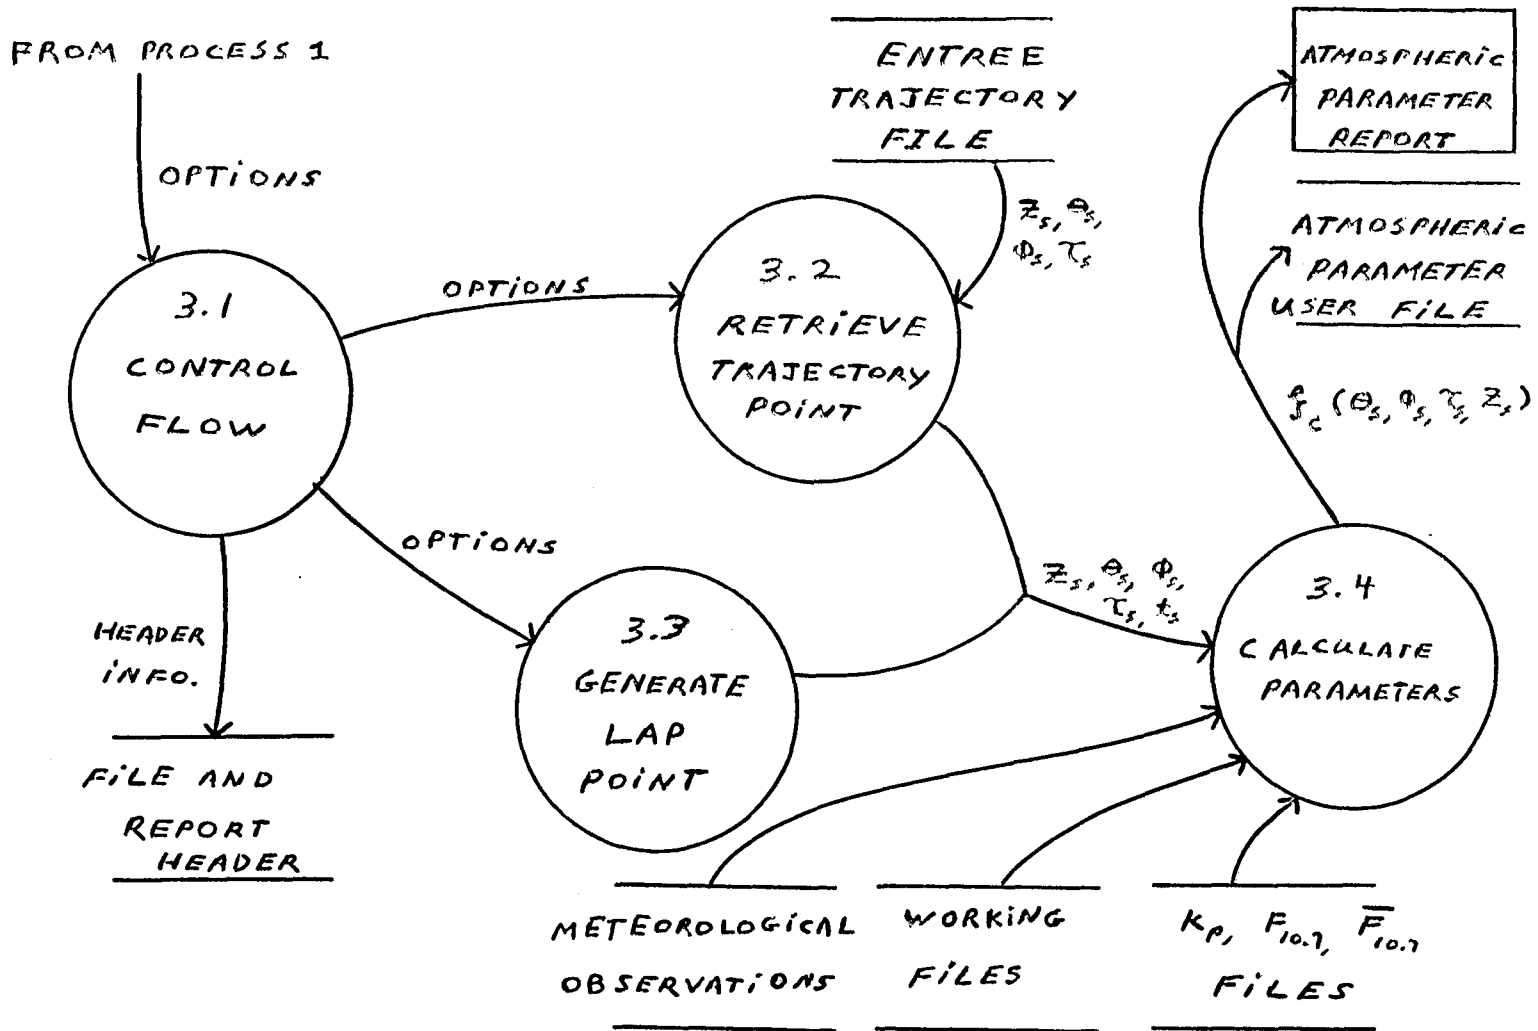 FROM PROCESS 1
OPTIONS
3.1
CONTROL
FLOW
HEADER
INFO.
FILE AND
REPORT
HEADER
OPTIONS
OPTIONS
ENTREE
TRAJECTORY
FILE
Z_s, Θ_s,
Φ_s, τ_s
3.2
RETRIEVE
TRAJECTORY
POINT
3.3
GENERATE
LAP
POINT
Z_s, Θ_s, Φ_s,
τ_s, t_s
ATMOSPHERIC
PARAMETER
REPORT
ATMOSPHERIC
PARAMETER
USER FILE
(Θ_s, Φ_s, τ_s, Z_s)
3.4
CALCULATE
PARAMETERS
METEOROLOGICAL
OBSERVATIONS
WORKING
FILES
K_P, F_10.7, F̅_10.7
FILES